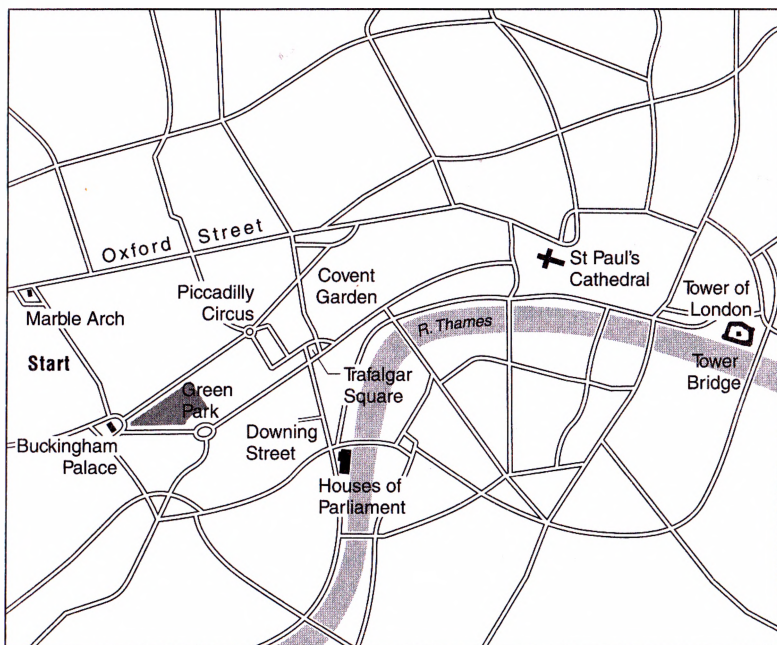 Oxford Street
Marble Arch
Piccadilly
Circus
Covent
Garden
St Paul's
Cathedral
Tower of
London
R. Thames
Start
Green
Park
Trafalgar
Square
Tower
Bridge
Buckingham
Palace
Downing
Street
Houses of
Parliament